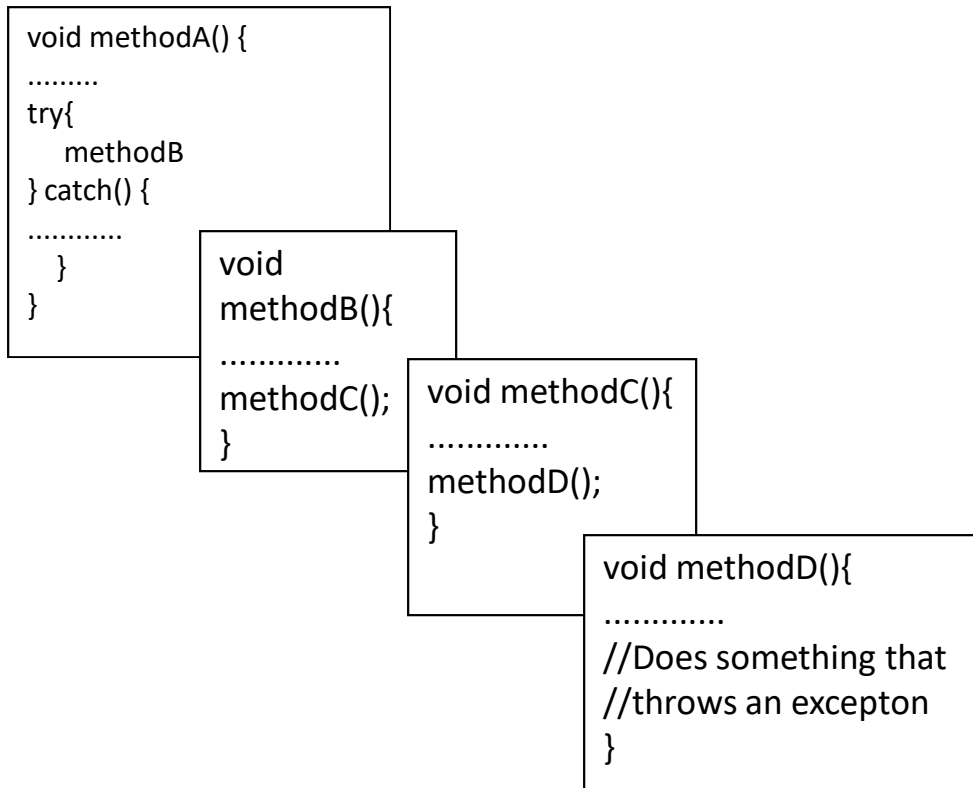 void methodA() {
.........
try{
methodB
} catch() {
............
}
}
void
methodB(){
.............
methodC();
}
void methodC(){
.............
methodD();
}
void methodD(){
.............
//Does something that
//throws an excepton
}